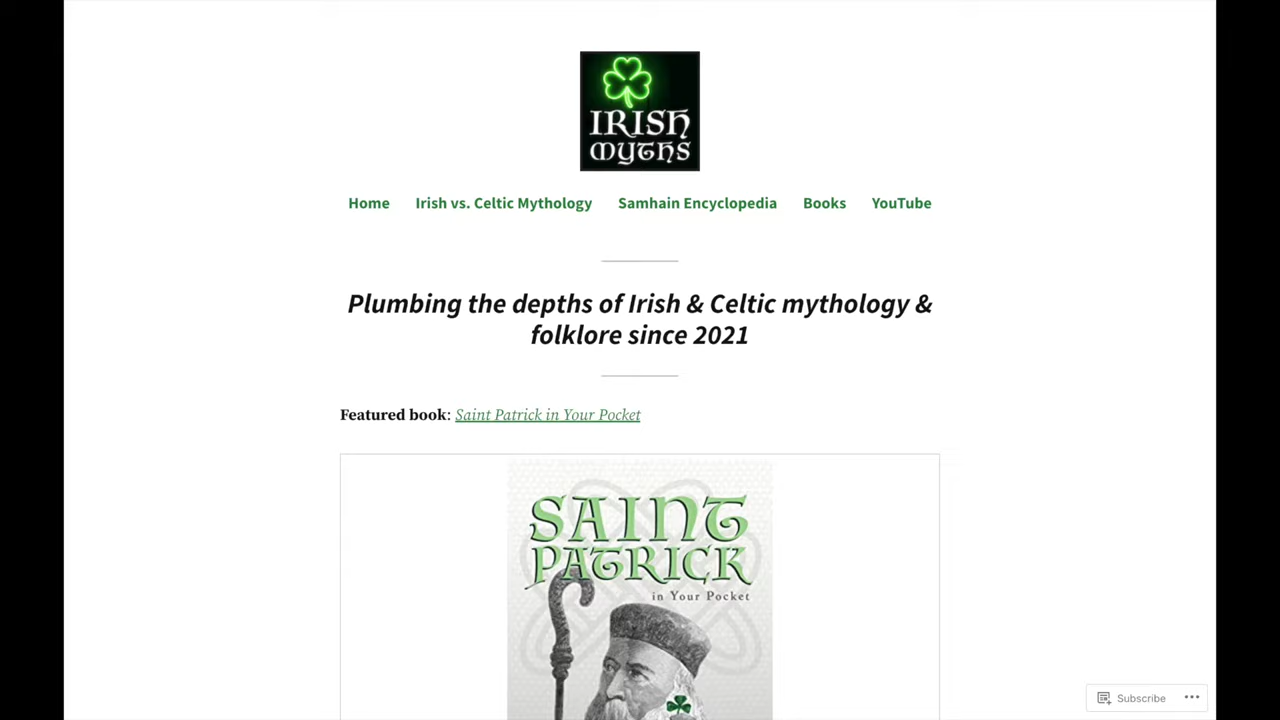 IRISH
MYTHS
Home Irish vs. Celtic Mythology Samhain Encyclopedia Books YouTube
Plumbing the depths of Irish & Celtic mythology &
folklore since 2021
Featured book: Saint Patrick in Your Pocket
SAINT
PATRICK
in Your Pocket
Subscribe